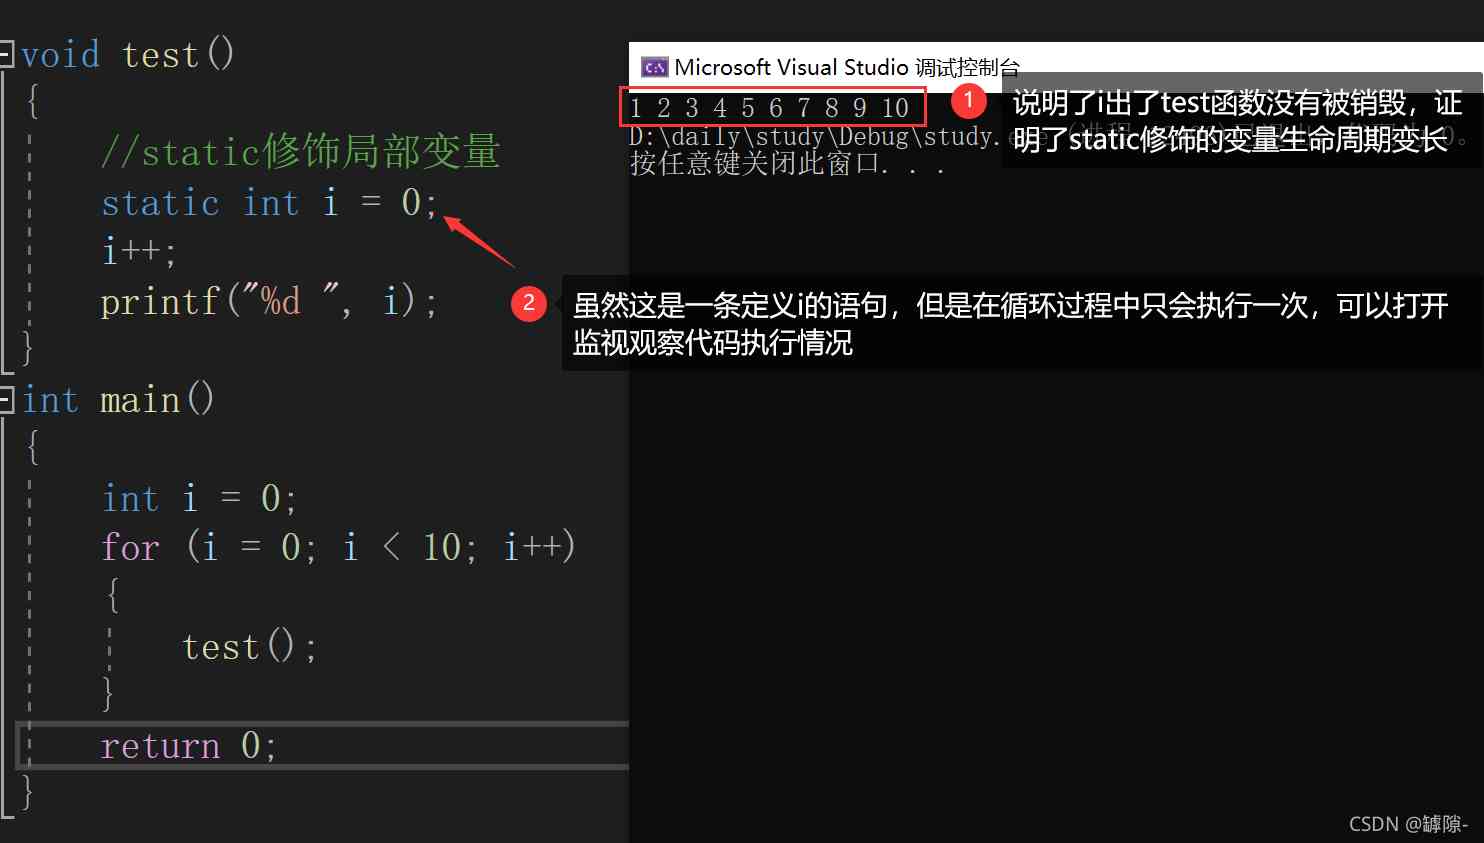 void test()
{
//static修饰局部变量
static int i = 0;
i++;
printf("%d ", i);
}
int main()
{
int i = 0;
for (i = 0; i < 10; i++)
{
test();
}
return 0;
}
Microsoft Visual Studio 调试控制台
1 2 3 4 5 6 7 8 9 10
D:\daily\study\Debug\study.
按任意键关闭此窗口. . .
1
说明了i出了test函数没有被销毁，证
明了static修饰的变量生命周期变长
2
虽然这是一条定义i的语句，但是在循环过程中只会执行一次，可以打开
监视观察代码执行情况
CSDN @罅隙-